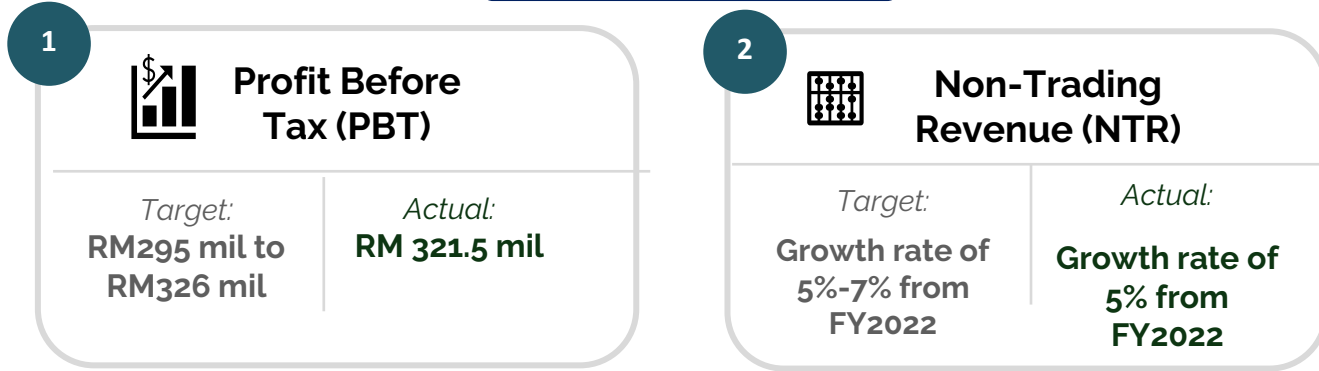 1
Profit Before
Tax (PBT)
Target:
RM295 mil to
RM326 mil
Actual:
RM 321.5 mil
2
Non-Trading
Revenue (NTR)
Target:
Growth rate of
5%-7% from
FY2022
Actual:
Growth rate of
5% from
FY2022